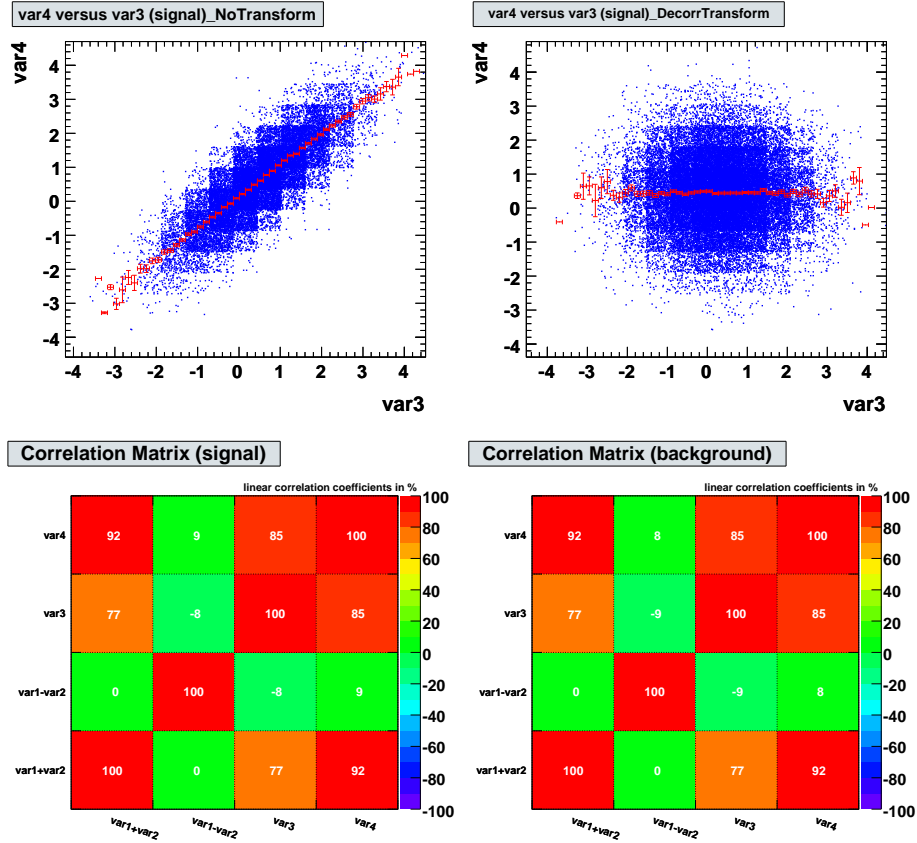 var4 versus var3 (signal)_NoTransform
var4
4
3
2
1
0
-1
-2
-3
-4
-4 -3 -2 -1 0 1 2 3 4
var3
var4 versus var3 (signal)_DecorrTransform
var4
4
3
2
1
0
-1
-2
-3
-4
-4 -3 -2 -1 0 1 2 3 4
var3
Correlation Matrix (signal)
linear correlation coefficients in %
var4 92 9 85 100
var3 77 -8 100 85
var1-var2 0 100 -8 9
var1+var2 100 0 77 92
var1+var2 var1-var2 var3 var4
100
80
60
40
20
0
-20
-40
-60
-80
-100
Correlation Matrix (background)
linear correlation coefficients in %
var4 92 8 85 100
var3 77 -9 100 85
var1-var2 0 100 -9 8
var1+var2 100 0 77 92
var1+var2 var1-var2 var3 var4
100
80
60
40
20
0
-20
-40
-60
-80
-100